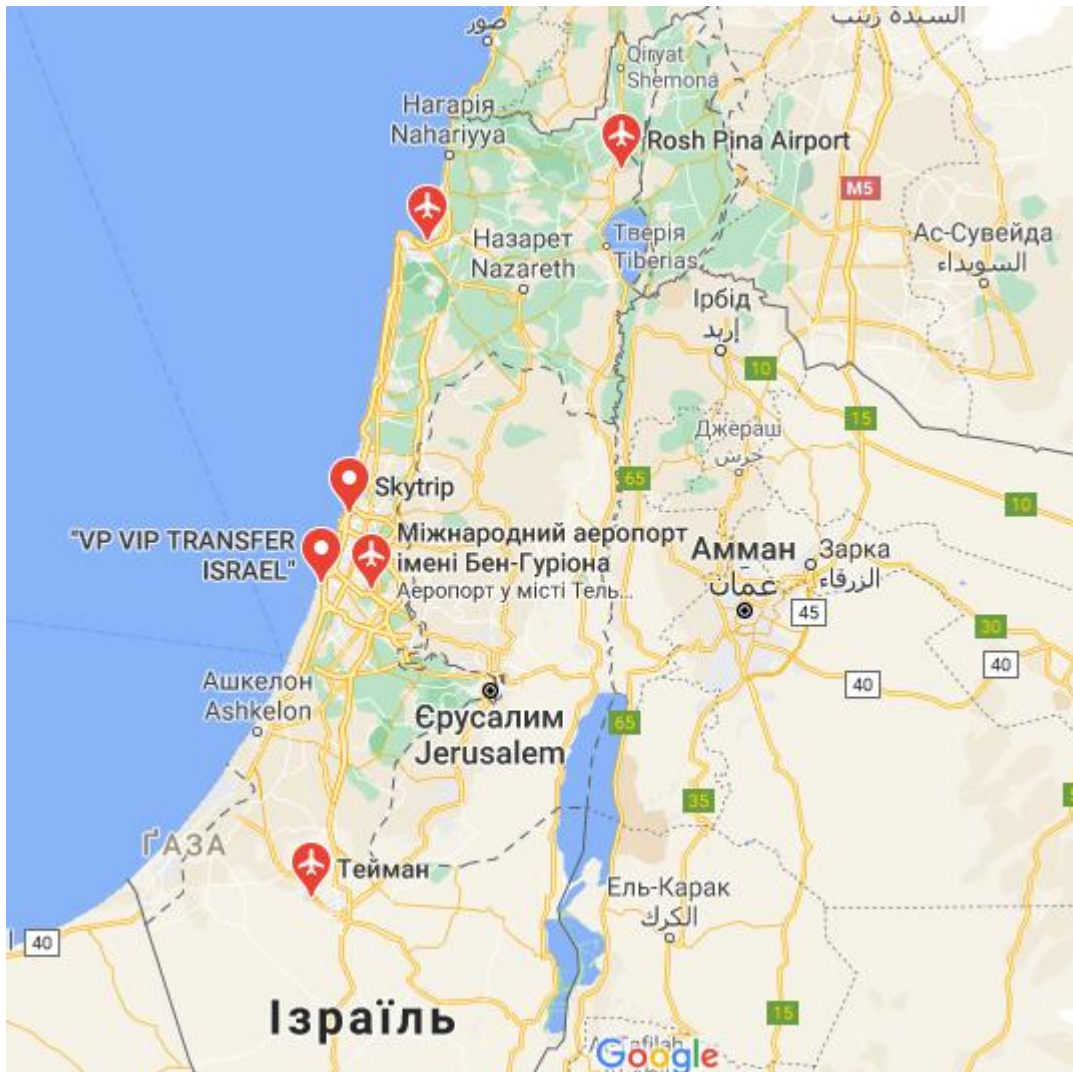 صور
السندة زينب
Qiryat
Shemona
Нагарія
Nahariyya
Rosh Pina Airport
M5
Назарет
Nazareth
Тверія
Tiberias
Ас-Сувейда
السويداء
Ірбід
إربد
10
15
Джераш
جرش
65
10
Skytrip
"VP VIP TRANSFER
ISRAEL"
Міжнародний аеропорт
імені Бен-Гуріона
Аеропорт у місті Тель...
Амман
عمان
Зарка
الزرقاء
45
30
40
40
Ашкелон
Ashkelon
Єрусалим
Jerusalem
65
35
ҐАЗА
Тейман
Ель-Карак
الكرك
40
15
Ізраїль
Google